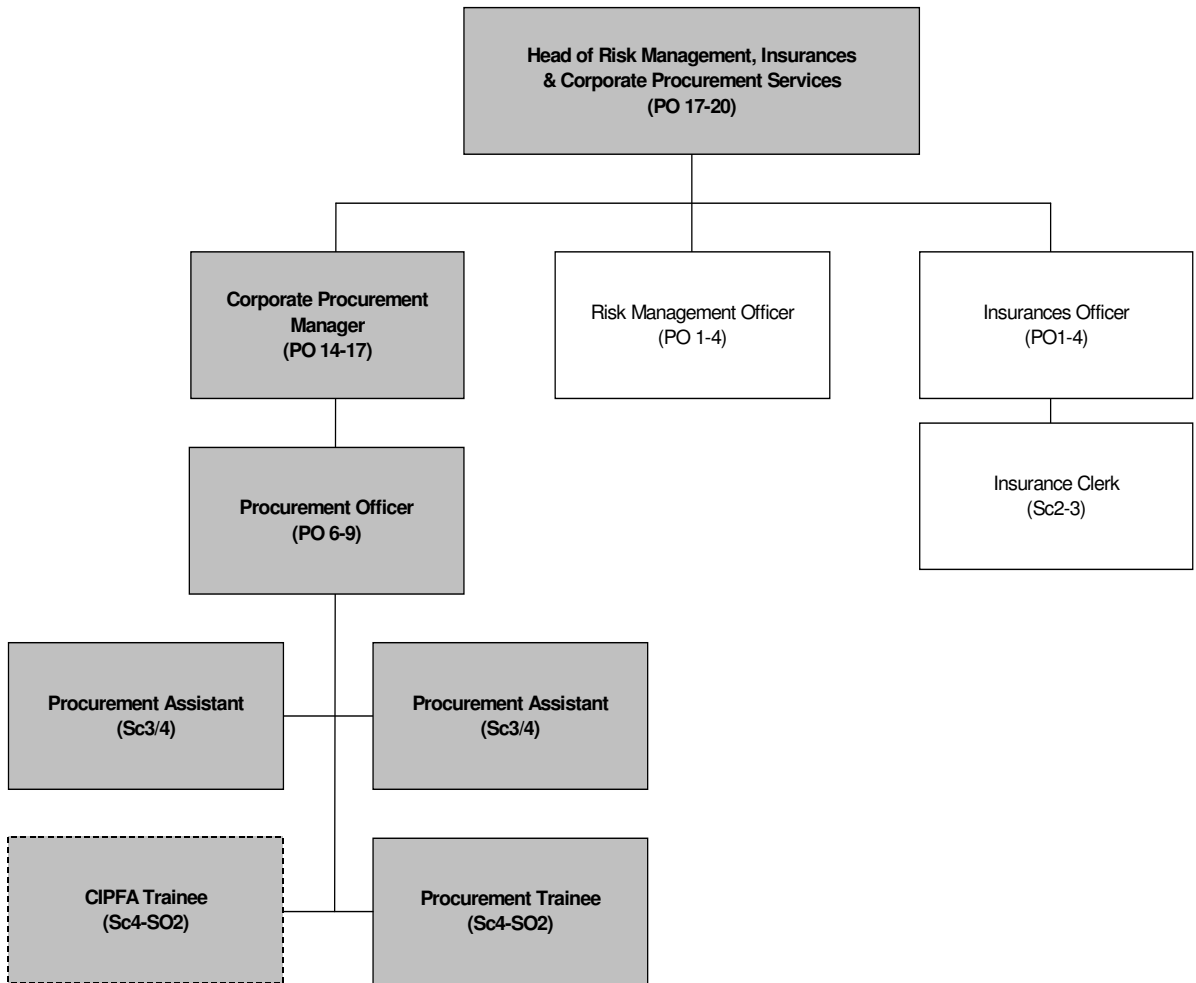 Head of Risk Management, Insurances
& Corporate Procurement Services
(PO 17-20)
Corporate Procurement
Manager
(PO 14-17)
Risk Management Officer
(PO 1-4)
Insurances Officer
(PO1-4)
Procurement Officer
(PO 6-9)
Insurance Clerk
(Sc2-3)
Procurement Assistant
(Sc3/4)
Procurement Assistant
(Sc3/4)
CIPFA Trainee
(Sc4-SO2)
Procurement Trainee
(Sc4-SO2)